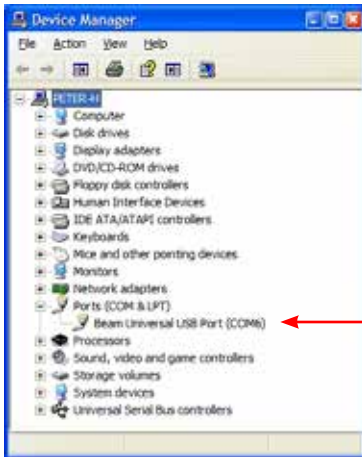 Device Manager
File Action View Help
PETER-H
Computer
Disk drives
Display adapters
DVD/CD-ROM drives
Floppy disk controllers
Human Interface Devices
IDE ATA/ATAPI controllers
Keyboards
Mice and other pointing devices
Monitors
Network adapters
Ports (COM & LPT)
Beam Universal USB Port (COM6)
Processors
Sound, video and game controllers
Storage volumes
System devices
Universal Serial Bus controllers